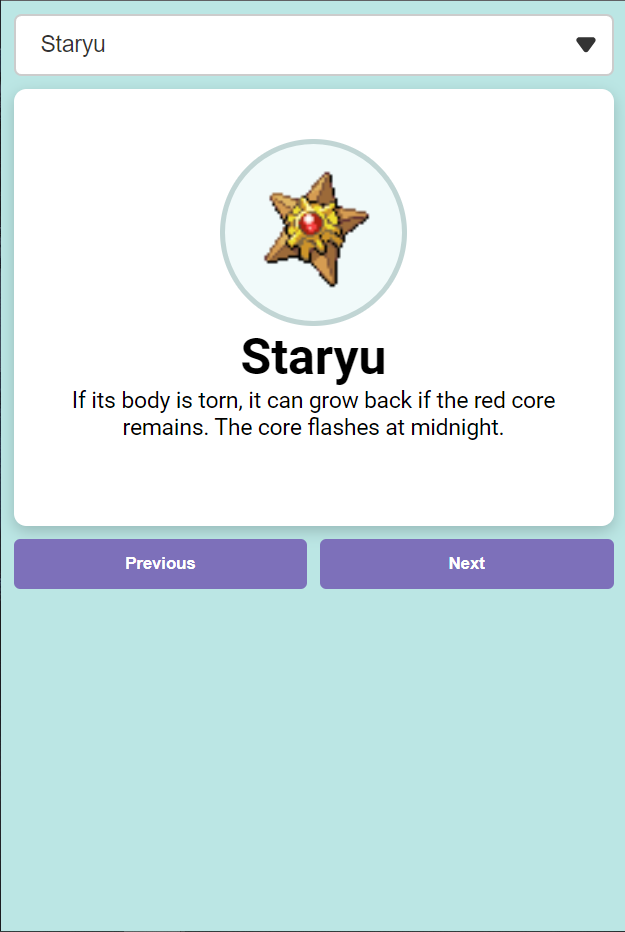 Staryu
Staryu
If its body is torn, it can grow back if the red core
remains. The core flashes at midnight.
Previous
Next